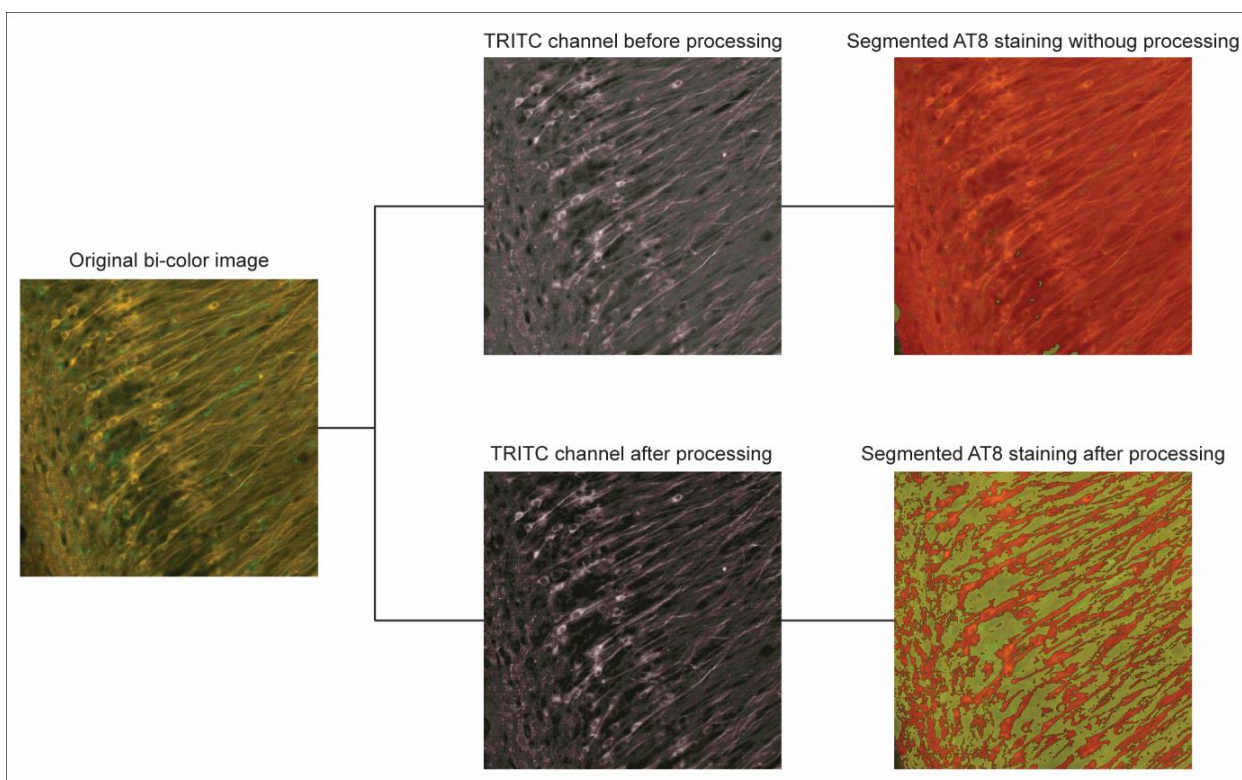 TRITC channel before processing
Segmented AT8 staining withoug processing
Original bi-color image
TRITC channel after processing
Segmented AT8 staining after processing